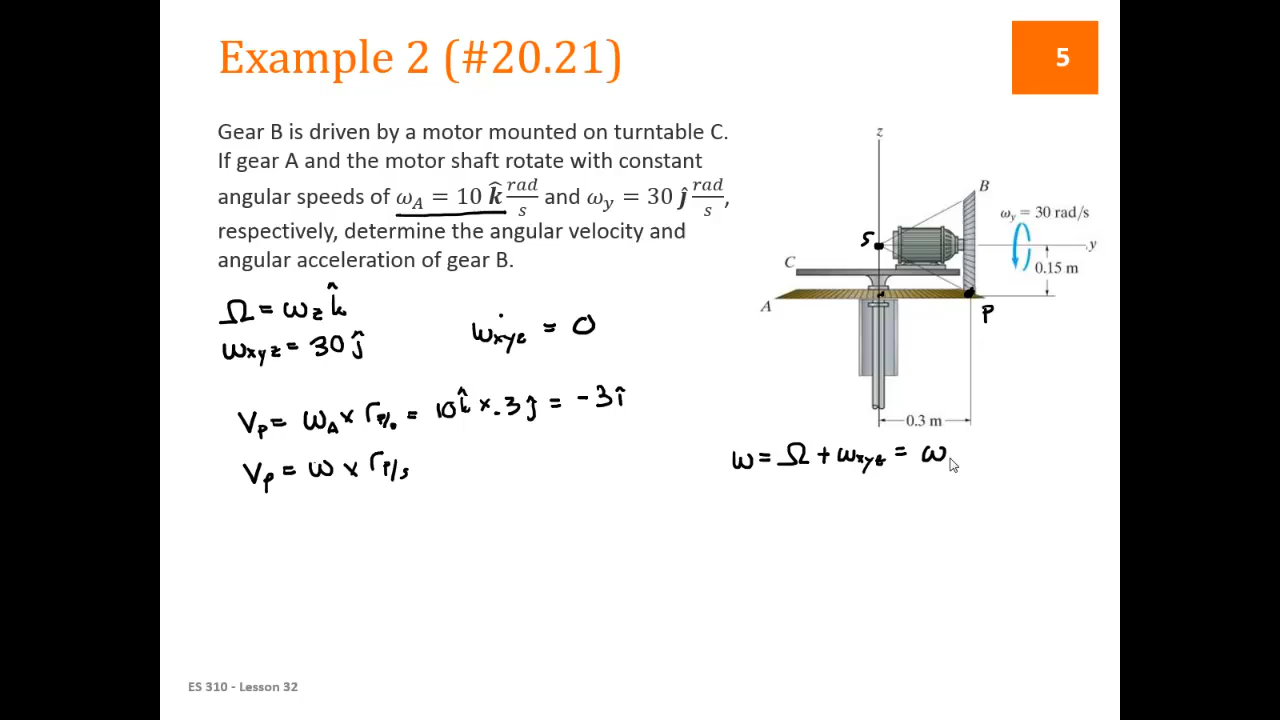 Example 2 (#20.21)
5
Gear B is driven by a motor mounted on turntable C.
If gear A and the motor shaft rotate with constant
angular speeds of ω_A = 10 k̂ rad/s and ω_y = 30 ĵ rad/s,
respectively, determine the angular velocity and
angular acceleration of gear B.
Ω = ω_z k̂
ω_xyz = 30 ĵ
ω̇_xyz = 0
V_P = ω_A × r_P/o = 10 k̂ × .3 ĵ = -3 î
V_P = ω × r_P/S
z
B
ω_y = 30 rad/s
S
y
C
0.15 m
A
P
0.3 m
ω = Ω + ω_xyz = ω
ES 310 - Lesson 32